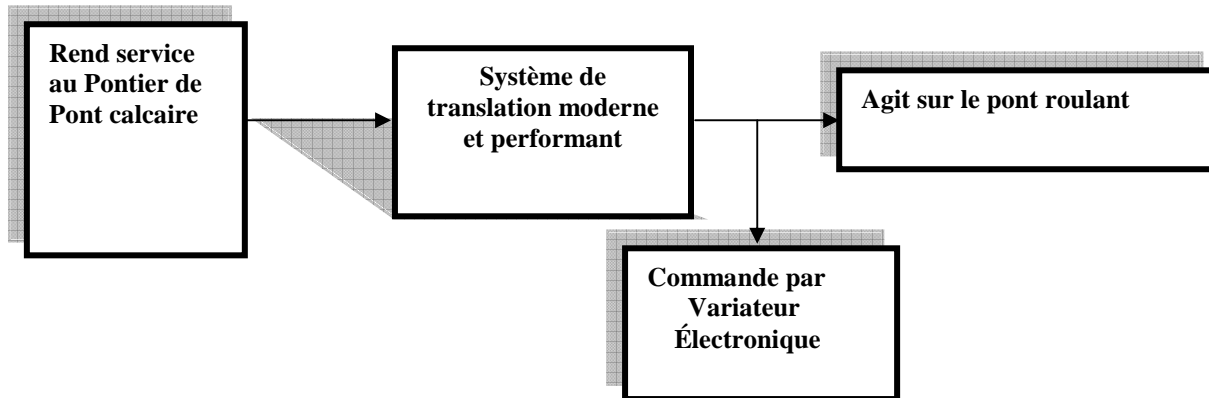 Rend service
au Pontier de
Pont calcaire
Système de
translation moderne
et performant
Agit sur le pont roulant
Commande par
Variateur
Électronique